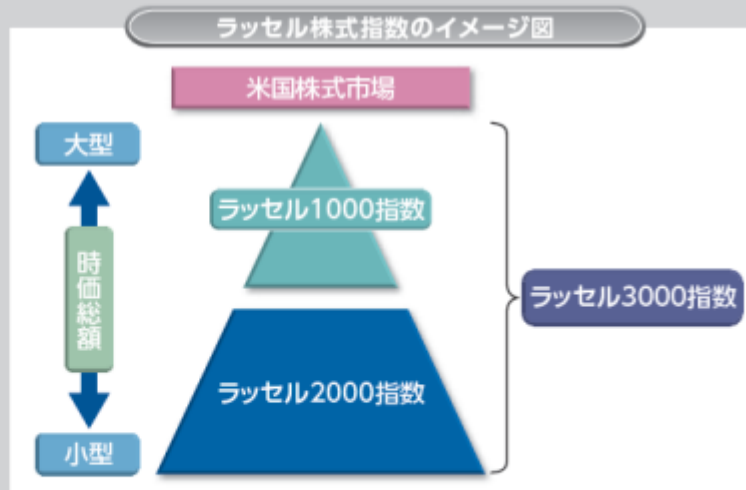 ラッセル株式指数のイメージ図
米国株式市場
大型
ラッセル1000指数
時価総額
ラッセル3000指数
ラッセル2000指数
小型